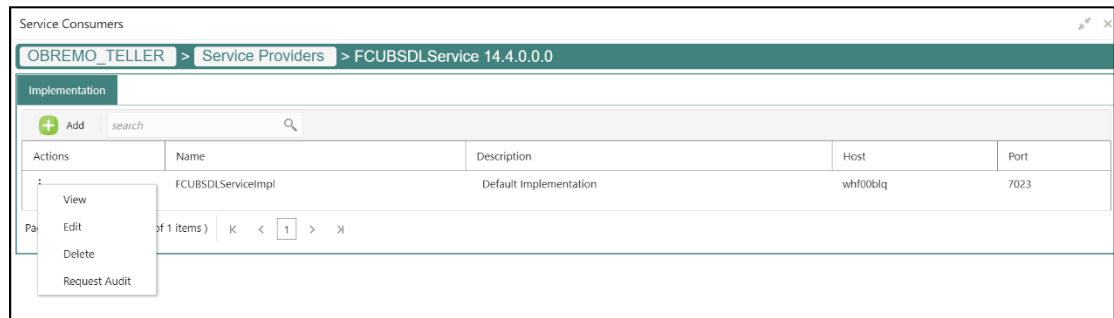 Service Consumers
OBREMO_TELLER > Service Providers > FCUBSDLService 14.4.0.0.0
Implementation
Add search
Actions Name Description Host Port
FCUBSDLServiceImpl Default Implementation whf00blq 7023
View
Edit
of 1 items ) 1
Delete
Request Audit